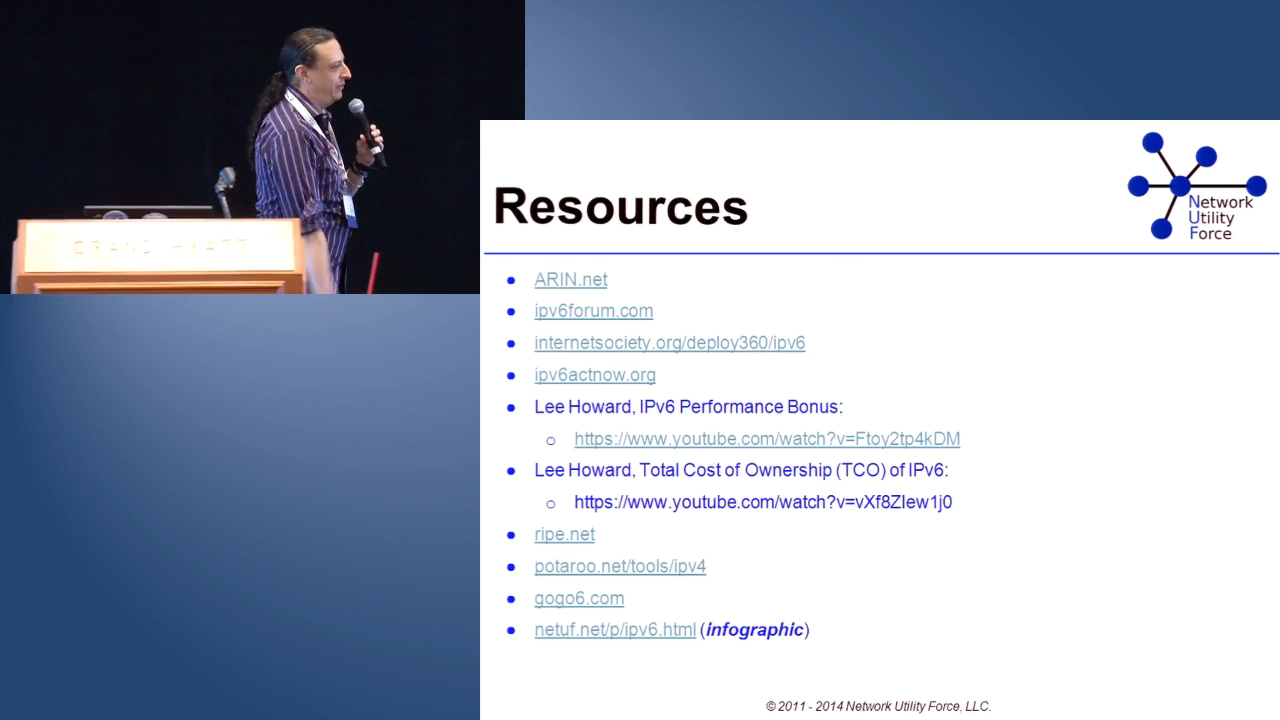 GRAND HYATT
Network
Utility
Force
Resources
• ARIN.net
• ipv6forum.com
• internetsociety.org/deploy360/ipv6
• ipv6actnow.org
• Lee Howard, IPv6 Performance Bonus:
○ https://www.youtube.com/watch?v=Ftoy2tp4kDM
• Lee Howard, Total Cost of Ownership (TCO) of IPv6:
○ https://www.youtube.com/watch?v=vXf8ZIew1j0
• ripe.net
• potaroo.net/tools/ipv4
• gogo6.com
• netuf.net/p/ipv6.html (infographic)
© 2011 - 2014 Network Utility Force, LLC.